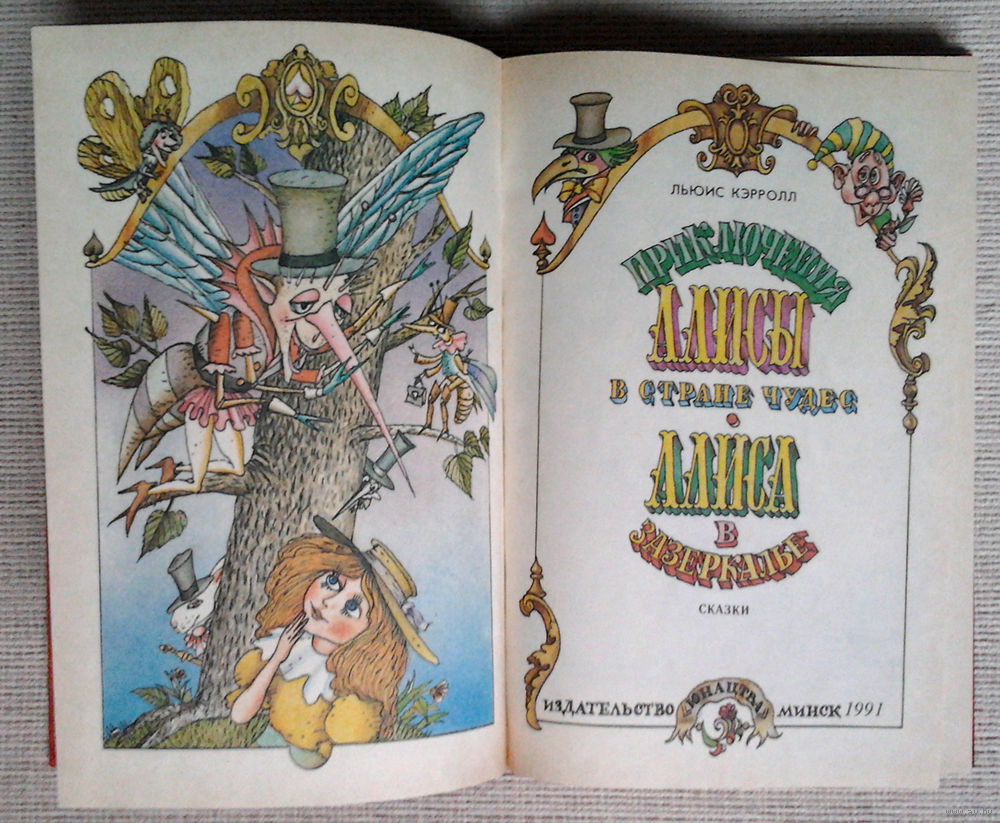 ЛЬЮИС КЭРРОЛЛ
ПРИКЛЮЧЕНИЯ
АЛИСЫ
В СТРАНЕ ЧУДЕС
•
АЛИСА
В
ЗАЗЕРКАЛЬЕ
СКАЗКИ
ИЗДАТЕЛЬСТВО "ЮНАЦТВА" МИНСК 1991